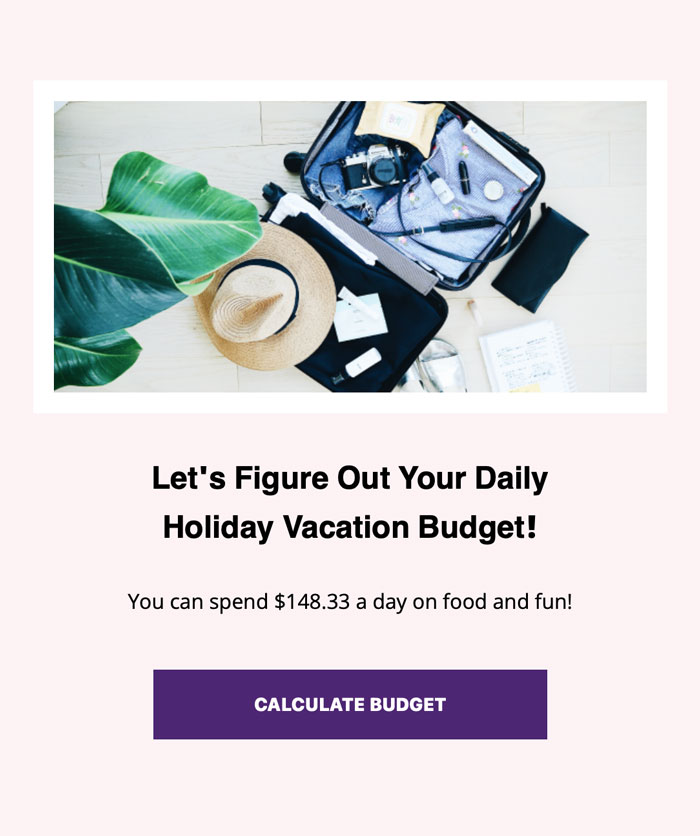 Let's Figure Out Your Daily
Holiday Vacation Budget!
You can spend $148.33 a day on food and fun!
CALCULATE BUDGET